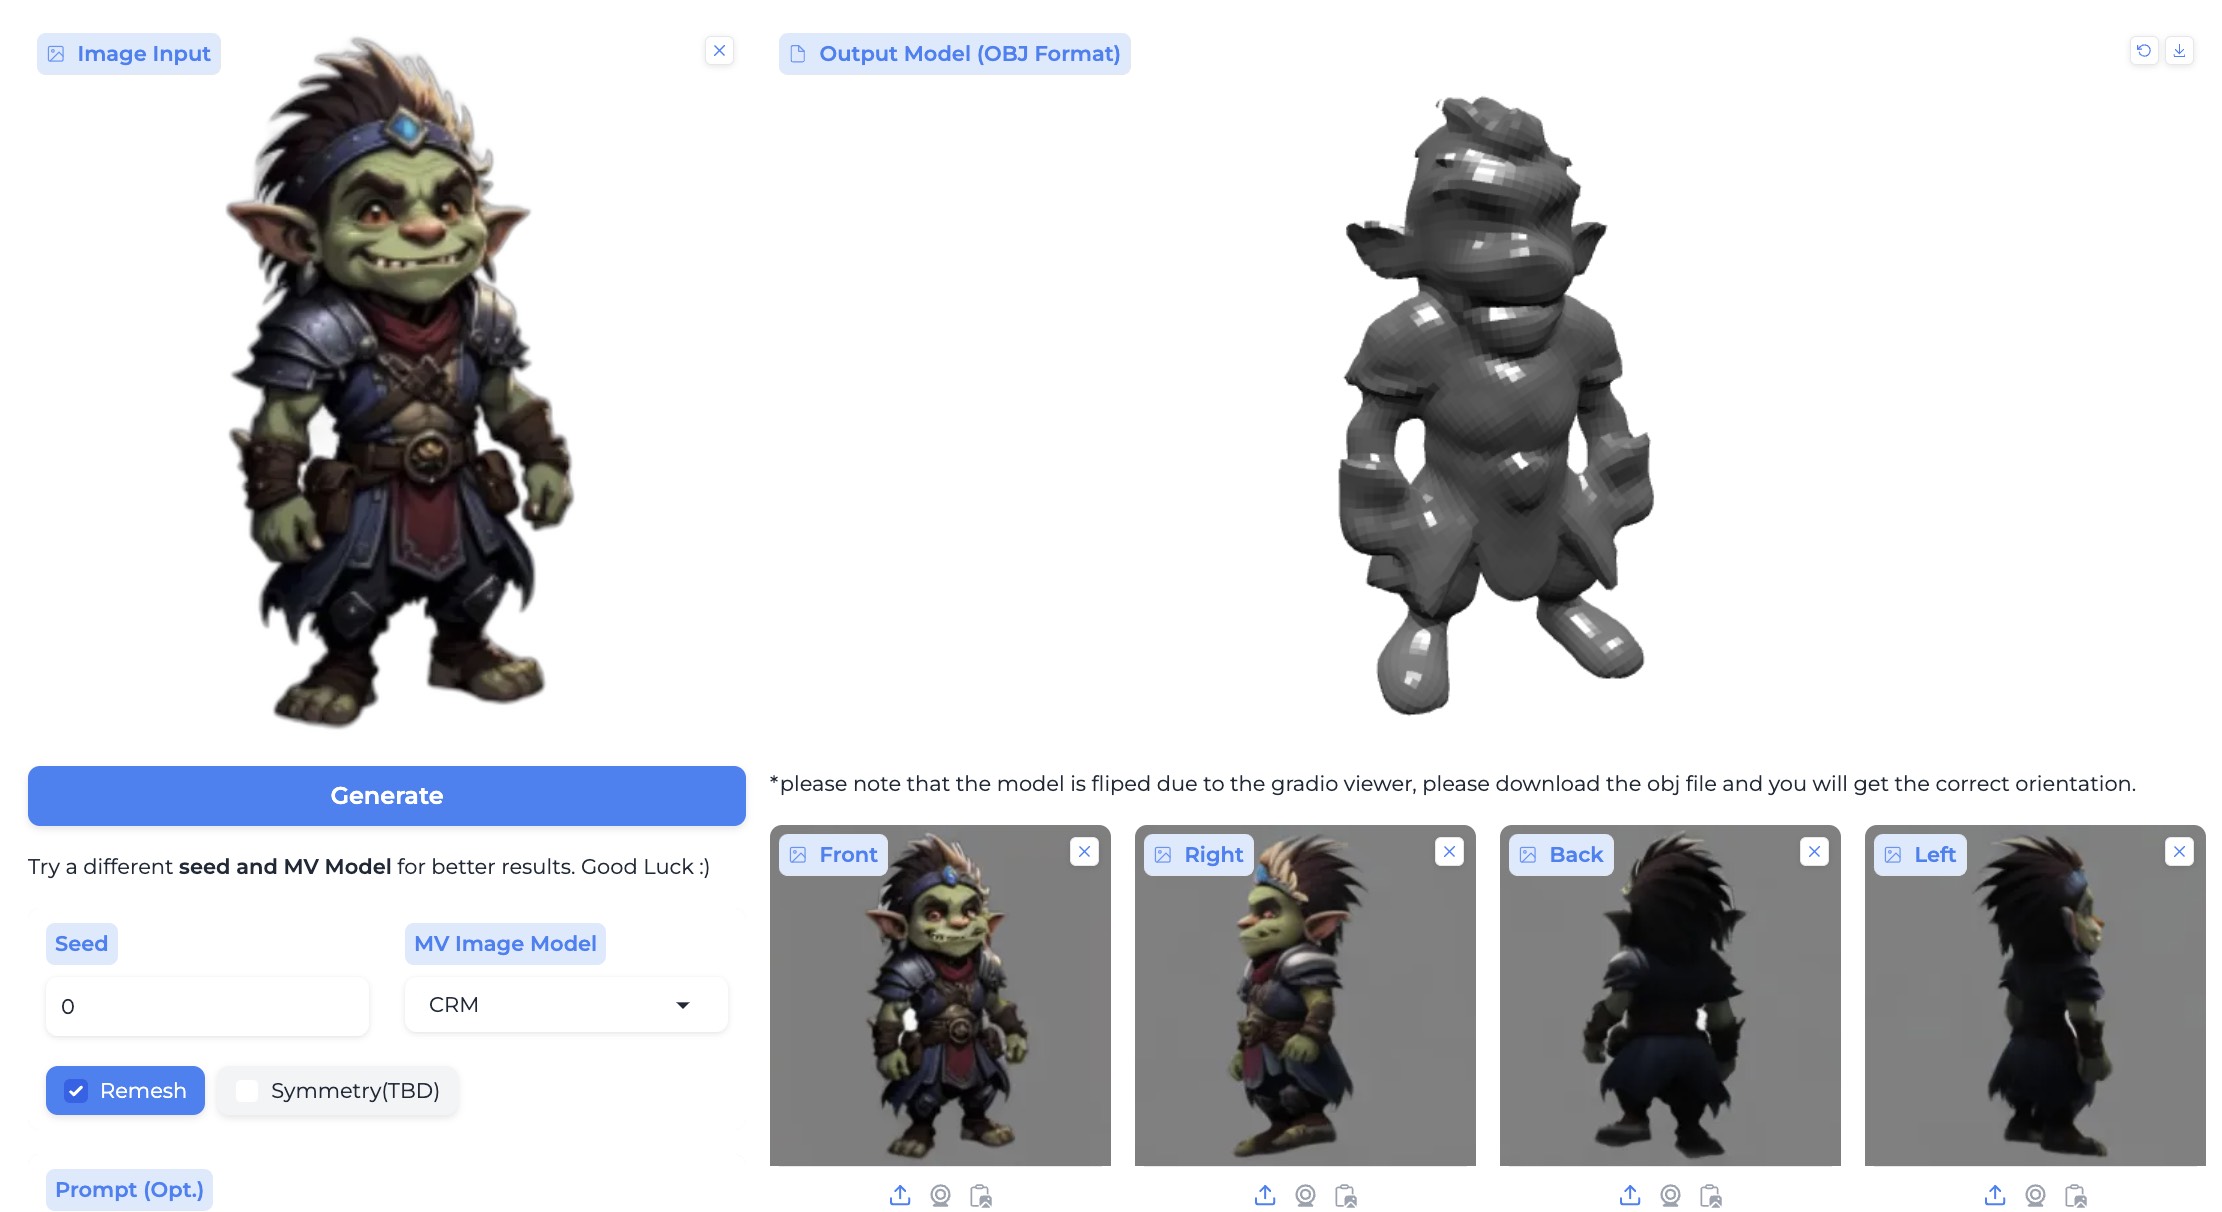 Image Input
Output Model (OBJ Format)
Generate
*please note that the model is fliped due to the gradio viewer, please download the obj file and you will get the correct orientation.
Try a different seed and MV Model for better results. Good Luck :)
Front
Right
Back
Left
Seed
MV Image Model
0
CRM
Remesh
Symmetry(TBD)
Prompt (Opt.)